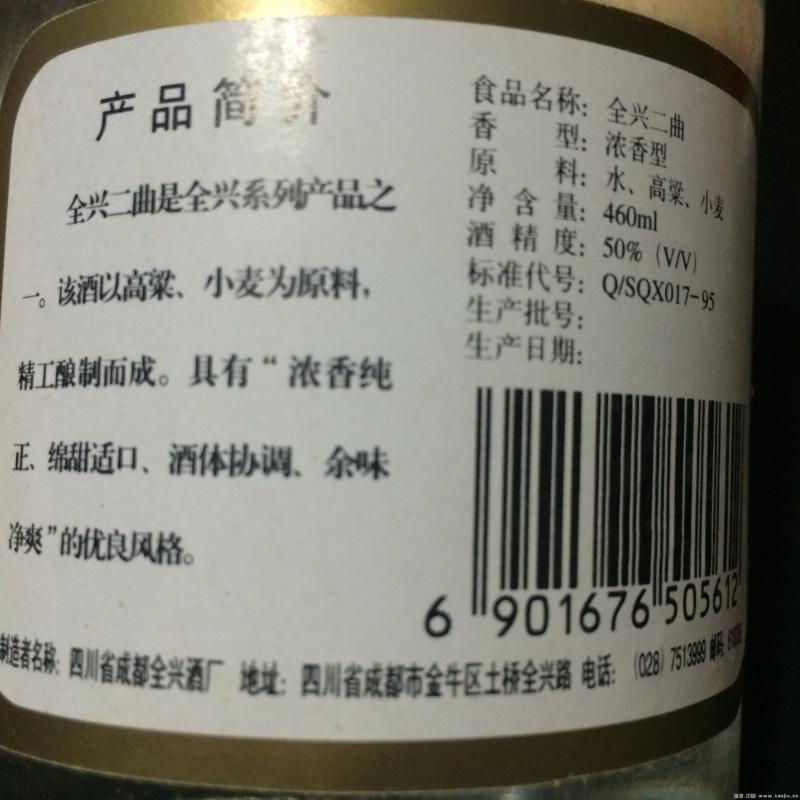 产品简介
全兴二曲是全兴系列产品之
一。该酒以高粱、小麦为原料,
精工酿制而成。具有“浓香纯
正、绵甜适口、酒体协调、余味
净爽”的优良风格。
食品名称: 全兴二曲
香 型: 浓香型
原 料: 水、高粱、小麦
净 含 量: 460ml
酒 精 度: 50% (V/V)
标准代号: Q/SQX017-95
生产批号:
生产日期:
6 901676 505612
制造者名称: 四川省成都全兴酒厂 地址: 四川省成都市金牛区土桥全兴路 电话: (028) 7513999 邮码: